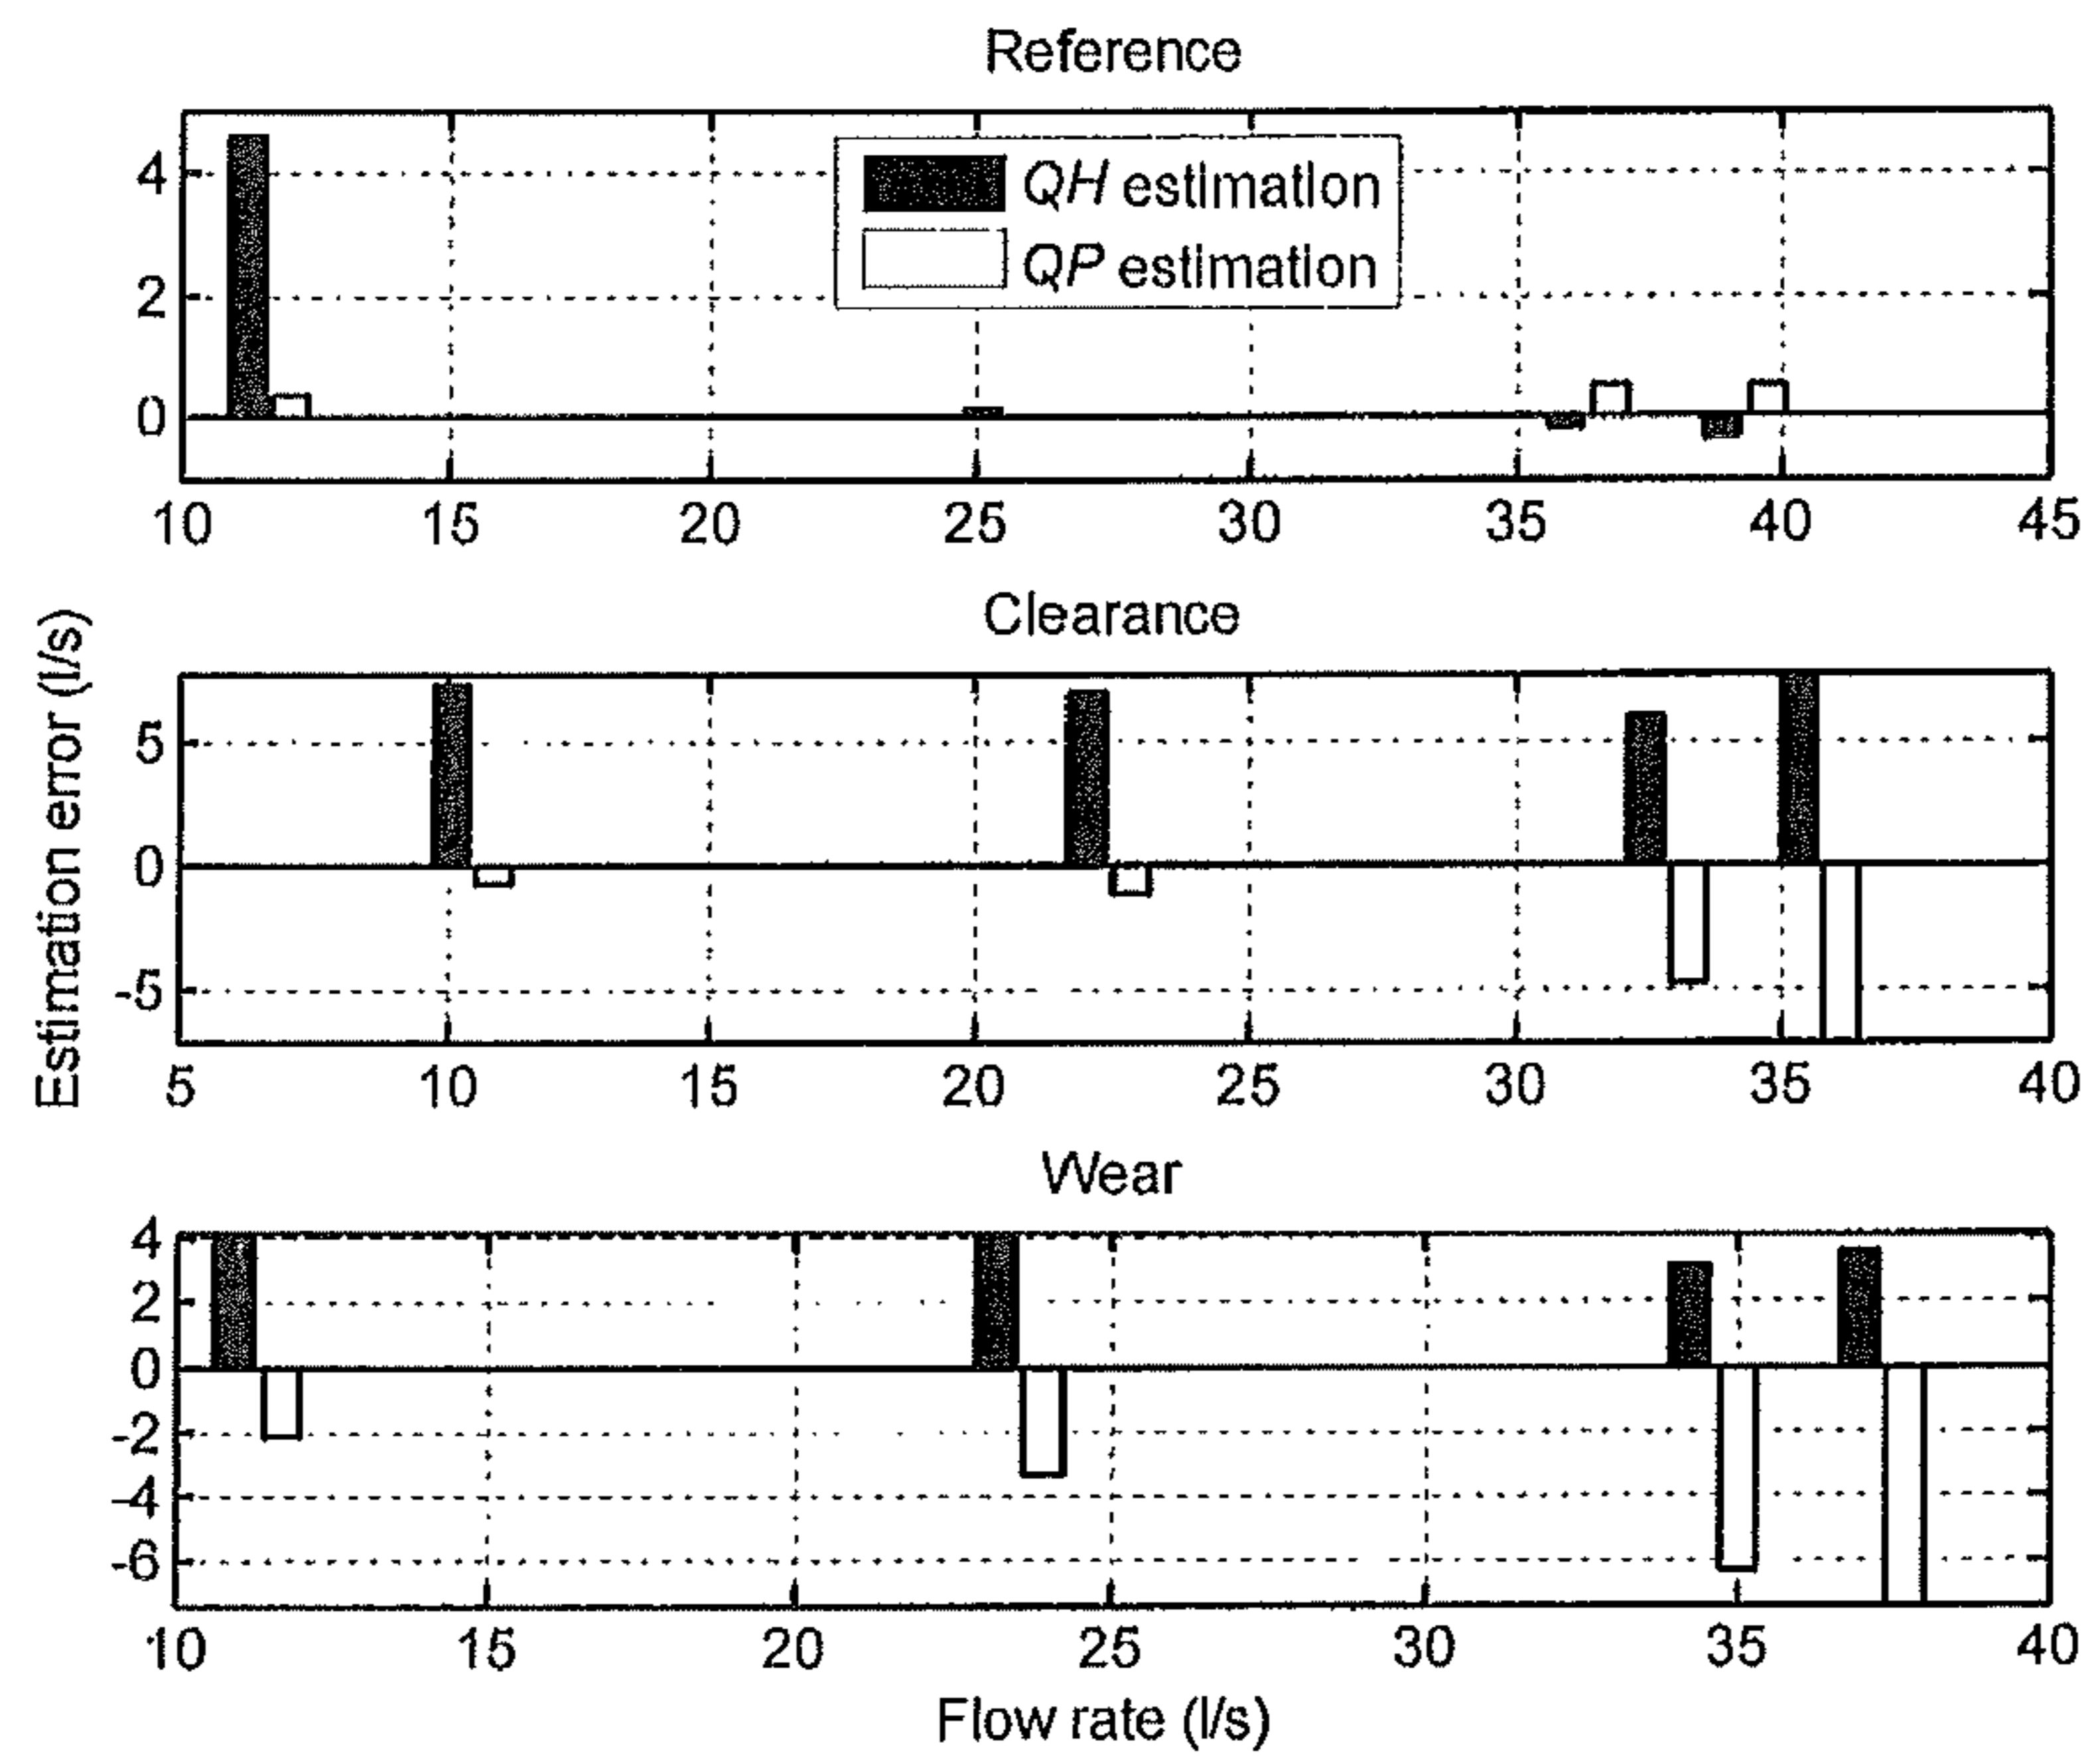 Reference
4
2
0
QH estimation
QP estimation
10 15 20 25 30 35 40 45
Clearance
Estimation error (l/s)
5
0
-5
5 10 15 20 25 30 35 40
Wear
4
2
0
-2
-4
-6
10 15 20 25 30 35 40
Flow rate (l/s)